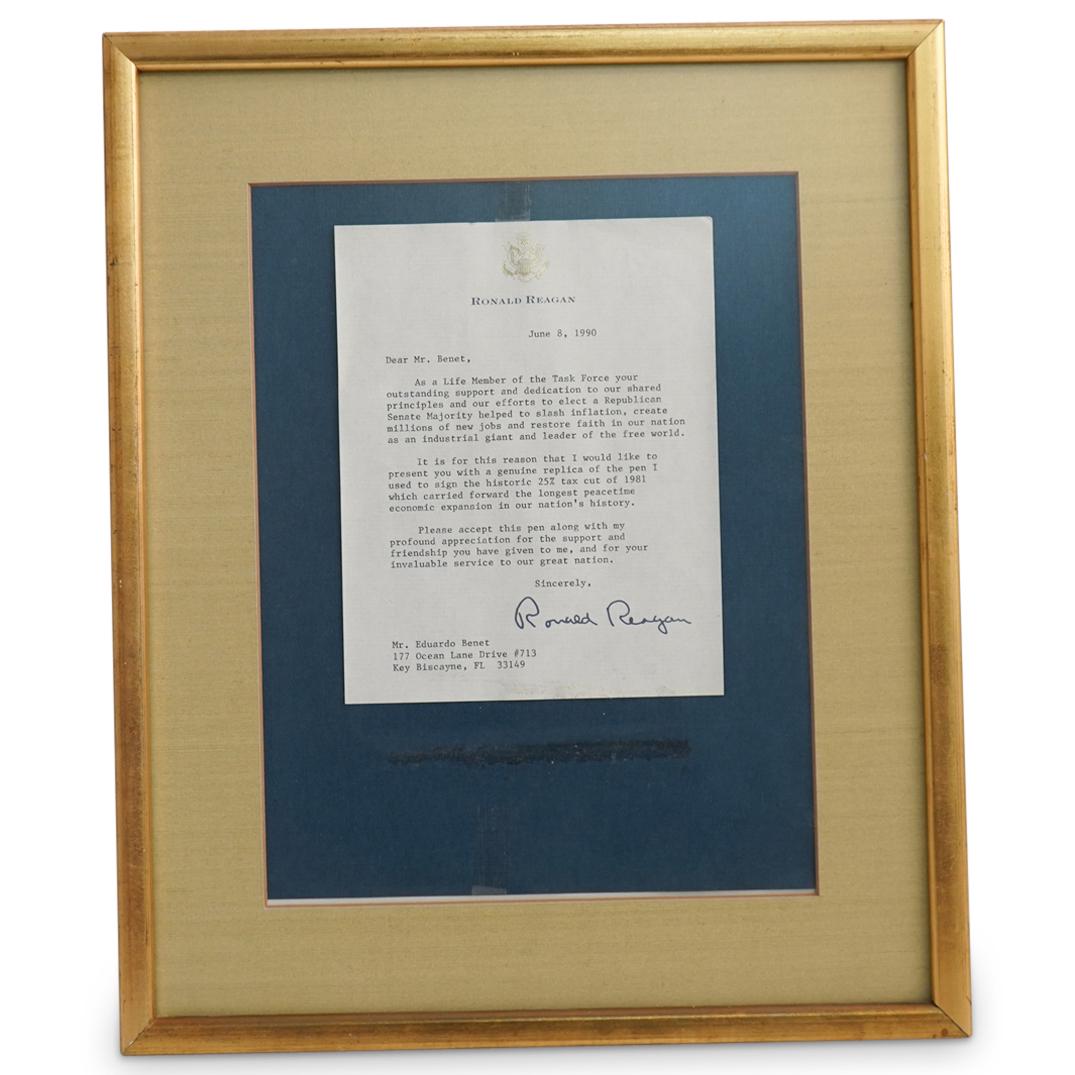 RONALD REAGAN
June 8, 1990
Dear Mr. Benet,
As a Life Member of the Task Force your
outstanding support and dedication to our shared
principles and our efforts to elect a Republican
Senate Majority helped to slash inflation, create
millions of new jobs and restore faith in our nation
as an industrial giant and leader of the free world.
It is for this reason that I would like to
present you with a genuine replica of the pen I
used to sign the historic 25% tax cut of 1981
which carried forward the longest peacetime
economic expansion in our nation's history.
Please accept this pen along with my
profound appreciation for the support and
friendship you have given to me, and for your
invaluable service to our great nation.
Sincerely,
Ronald Reagan
Mr. Eduardo Benet
177 Ocean Lane Drive #713
Key Biscayne, FL 33149